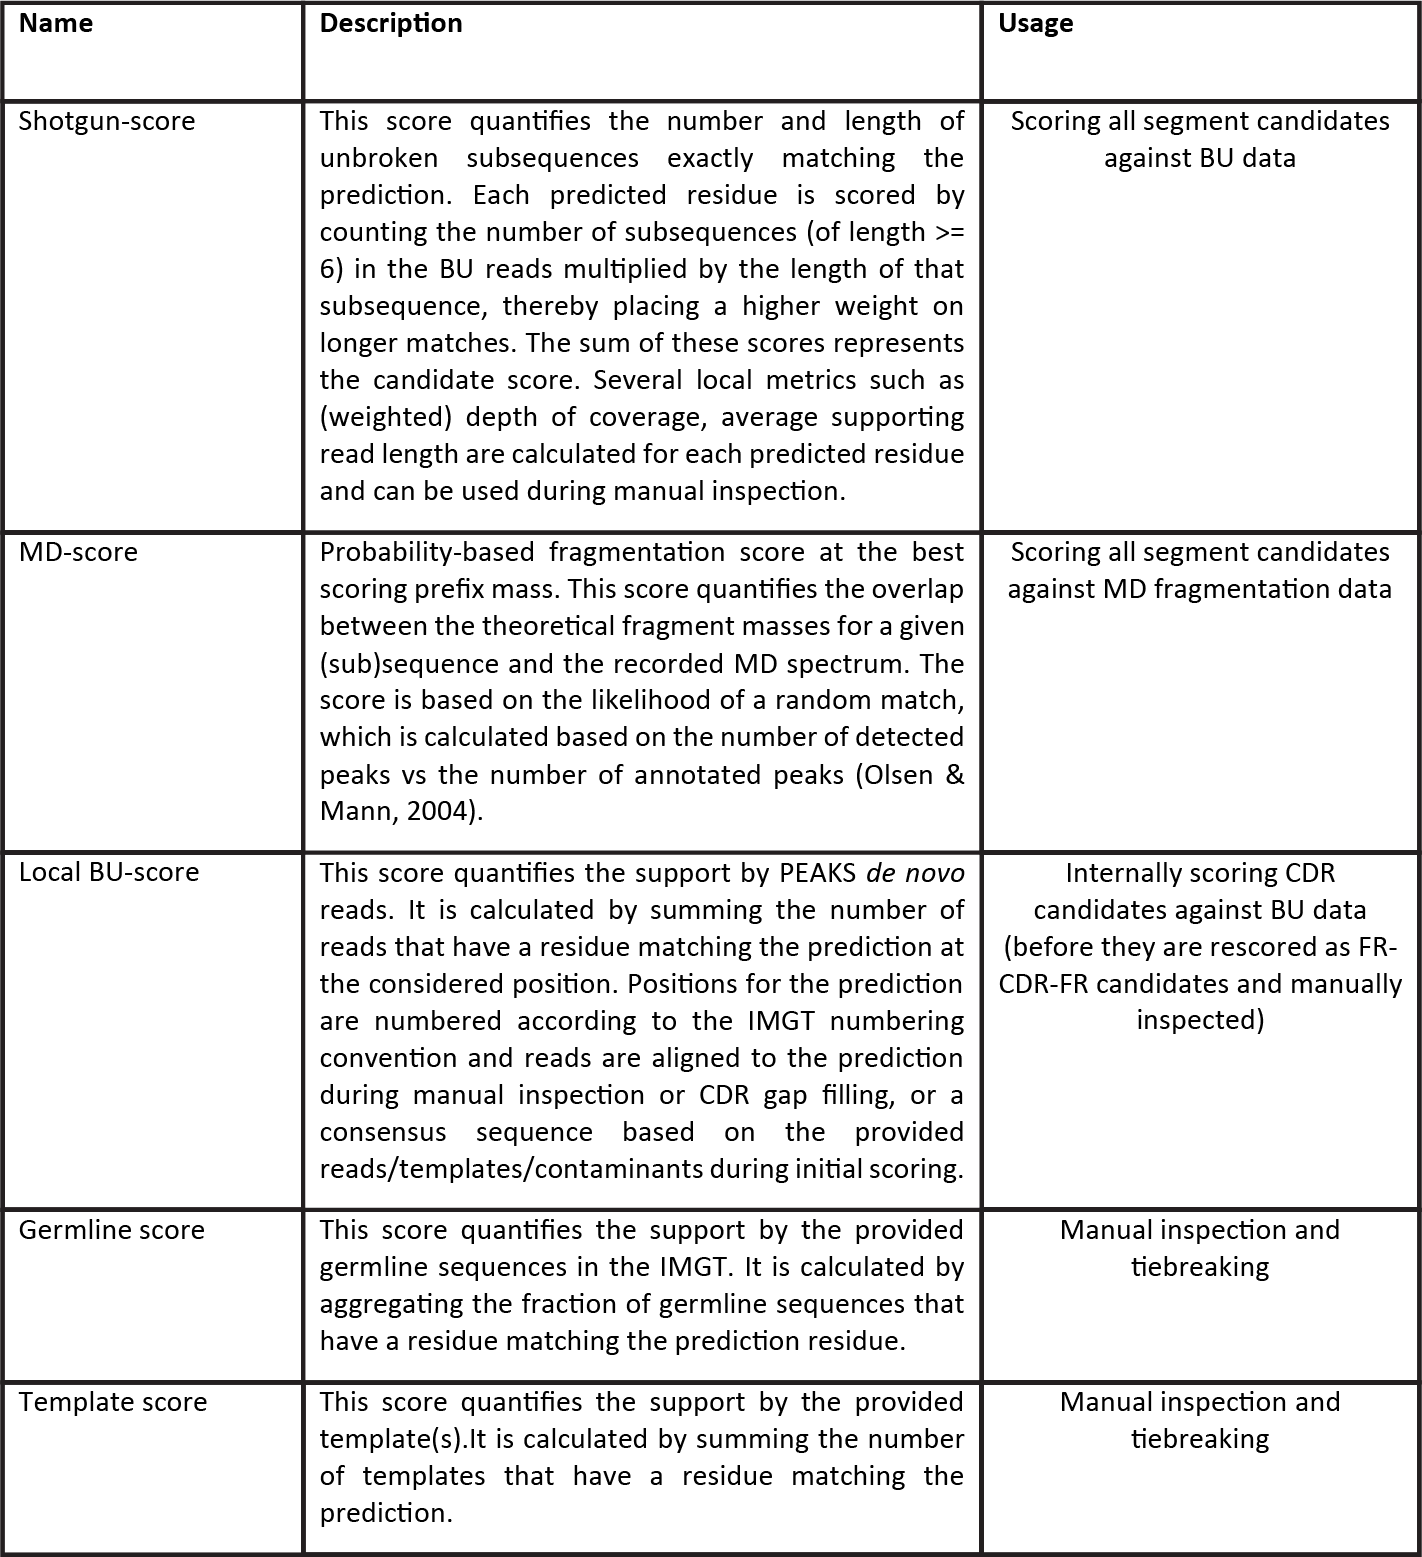 Name
Description
Usage
Shotgun-score
This score quantifies the number and length of
unbroken subsequences exactly matching the
prediction. Each predicted residue is scored by
counting the number of subsequences (of length >=
6) in the BU reads multiplied by the length of that
subsequence, thereby placing a higher weight on
longer matches. The sum of these scores represents
the candidate score. Several local metrics such as
(weighted) depth of coverage, average supporting
read length are calculated for each predicted residue
and can be used during manual inspection.
Scoring all segment candidates
against BU data
MD-score
Probability-based fragmentation score at the best
scoring prefix mass. This score quantifies the overlap
between the theoretical fragment masses for a given
(sub)sequence and the recorded MD spectrum. The
score is based on the likelihood of a random match,
which is calculated based on the number of detected
peaks vs the number of annotated peaks (Olsen &
Mann, 2004).
Scoring all segment candidates
against MD fragmentation data
Local BU-score
This score quantifies the support by PEAKS de novo
reads. It is calculated by summing the number of
reads that have a residue matching the prediction at
the considered position. Positions for the prediction
are numbered according to the IMGT numbering
convention and reads are aligned to the prediction
during manual inspection or CDR gap filling, or a
consensus sequence based on the provided
reads/templates/contaminants during initial scoring.
Internally scoring CDR
candidates against BU data
(before they are rescored as FR-
CDR-FR candidates and manually
inspected)
Germline score
This score quantifies the support by the provided
germline sequences in the IMGT. It is calculated by
aggregating the fraction of germline sequences that
have a residue matching the prediction residue.
Manual inspection and
tiebreaking
Template score
This score quantifies the support by the provided
template(s).It is calculated by summing the number
of templates that have a residue matching the
prediction.
Manual inspection and
tiebreaking